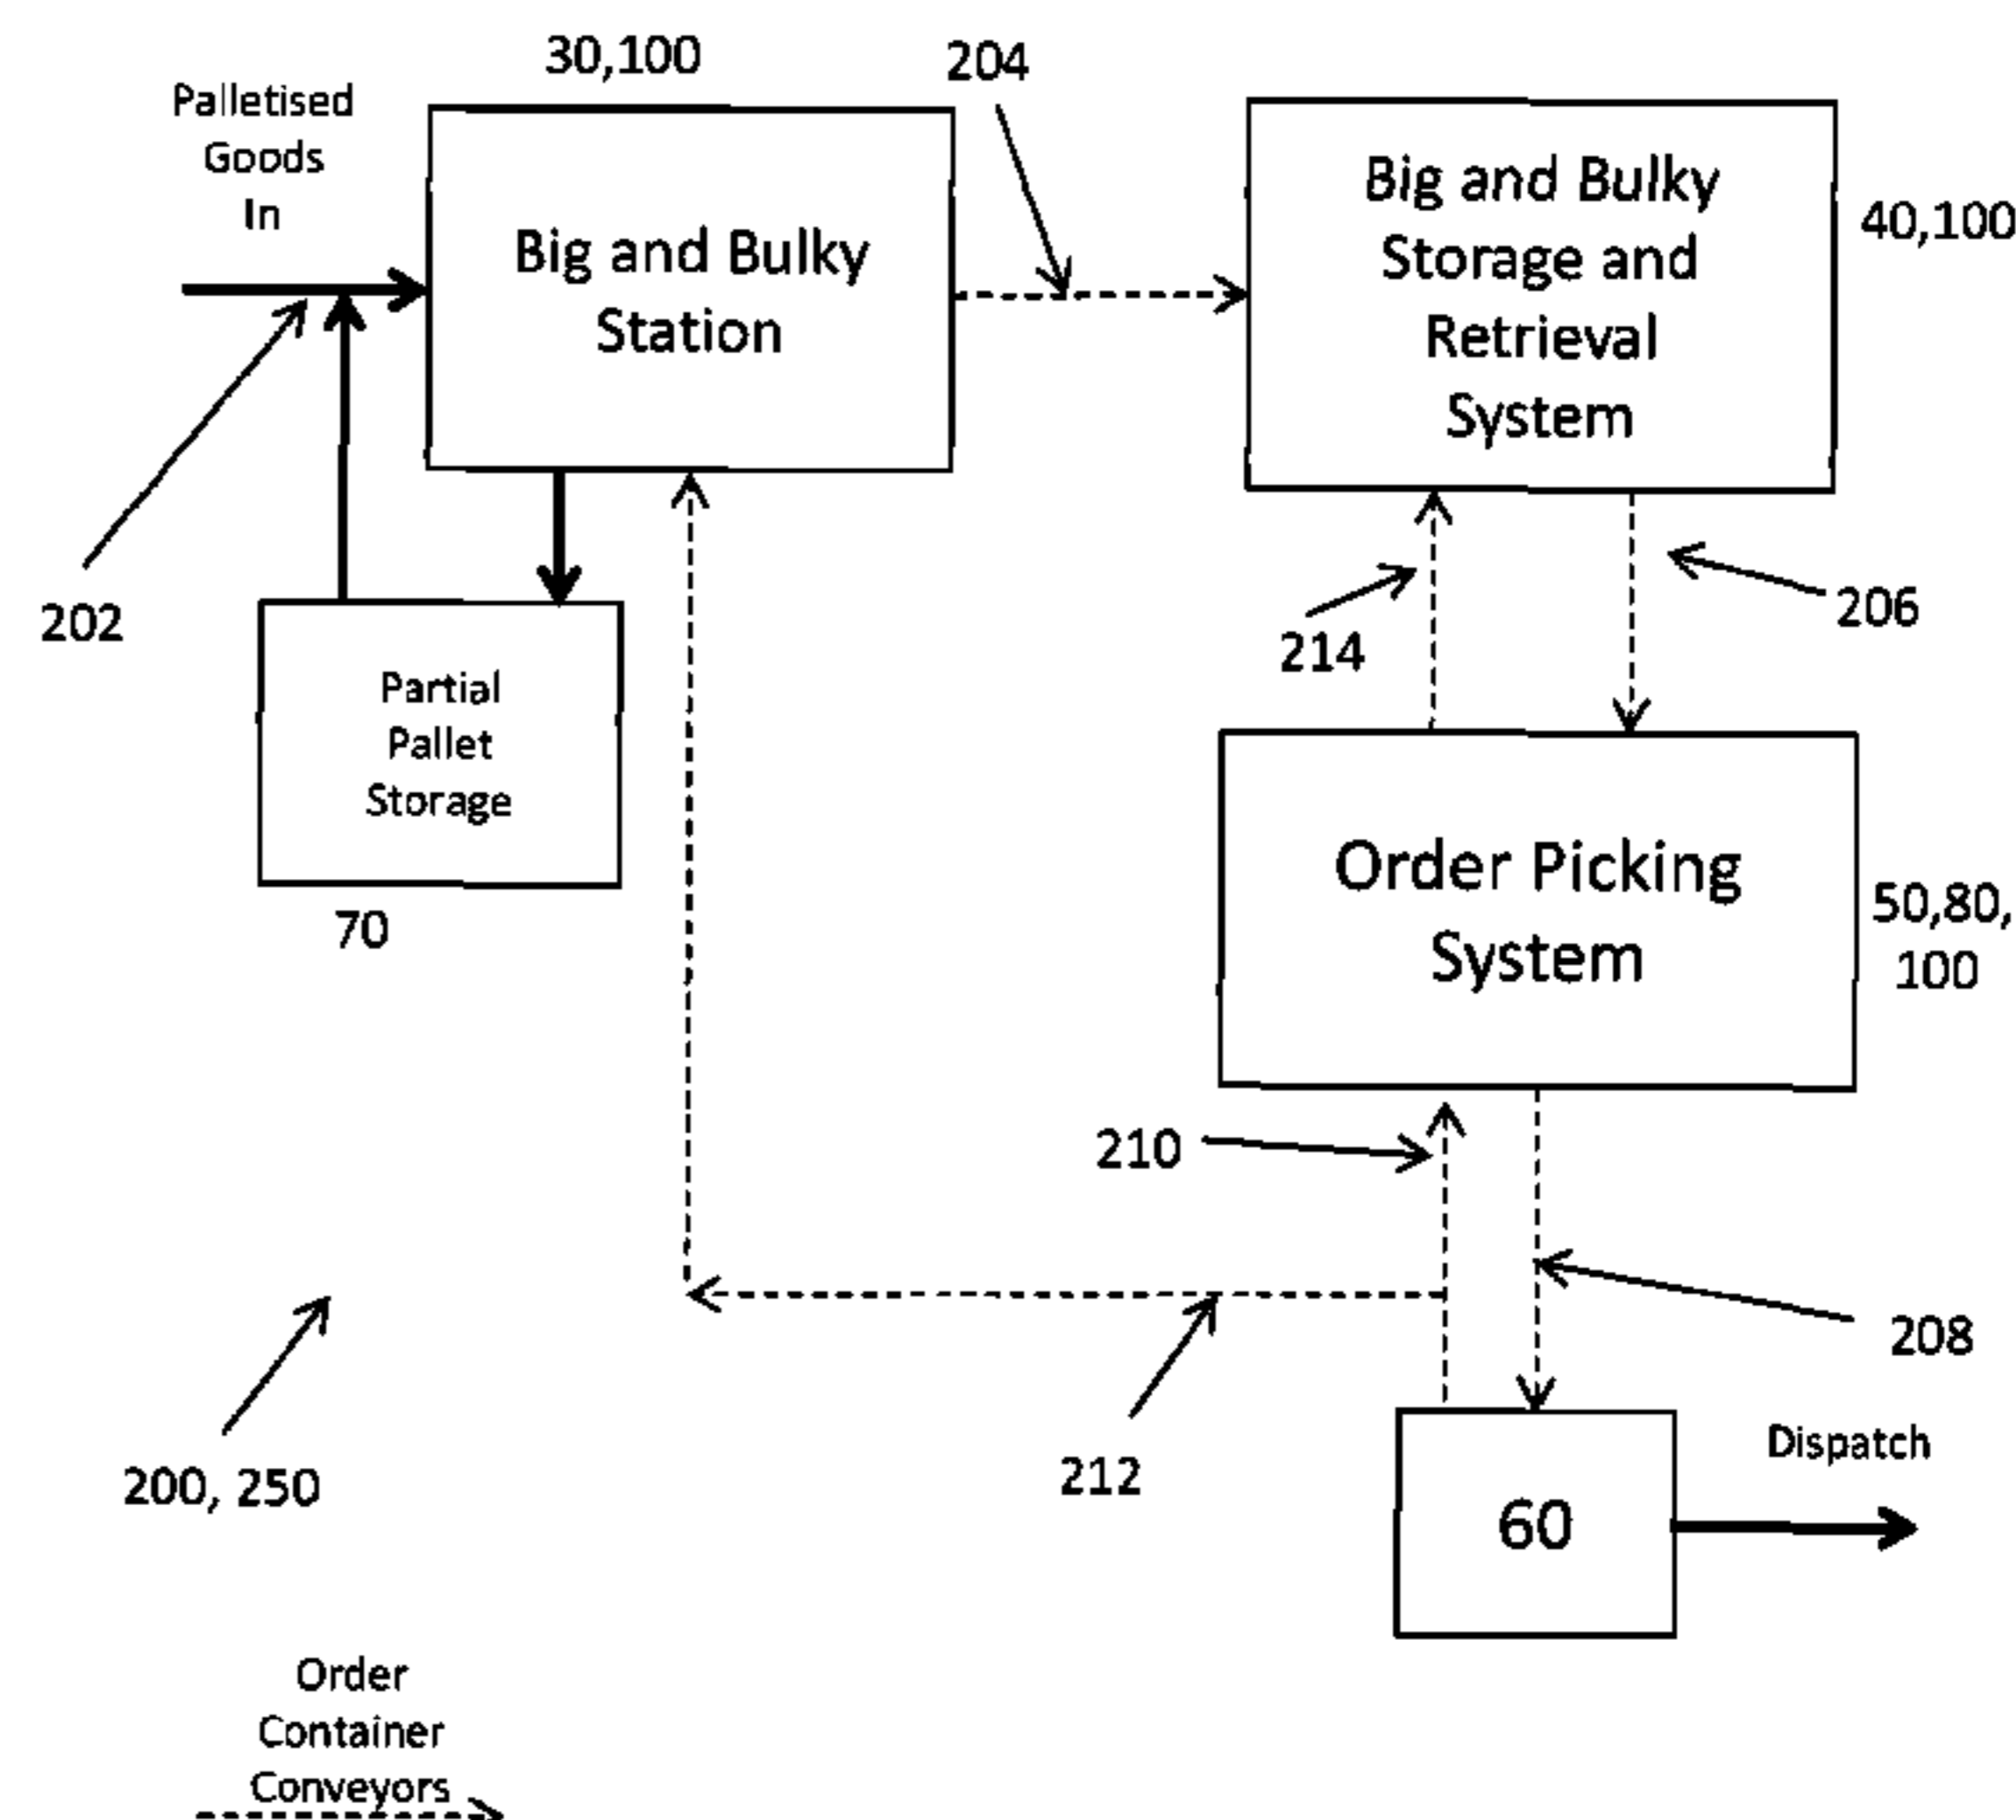 30,100
204
Palletised
Goods
In
Big and Bulky
Station
Big and Bulky
Storage and
Retrieval
System
40,100
202
214
206
Partial
Pallet
Storage
70
Order Picking
System
50,80,
100
210
208
212
200, 250
60
Dispatch
Order
Container
Conveyors